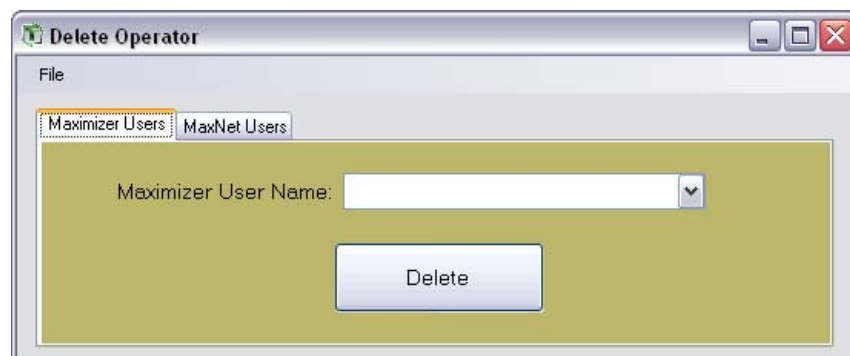 Delete Operator
File
Maximizer Users MaxNet Users
Maximizer User Name:
Delete